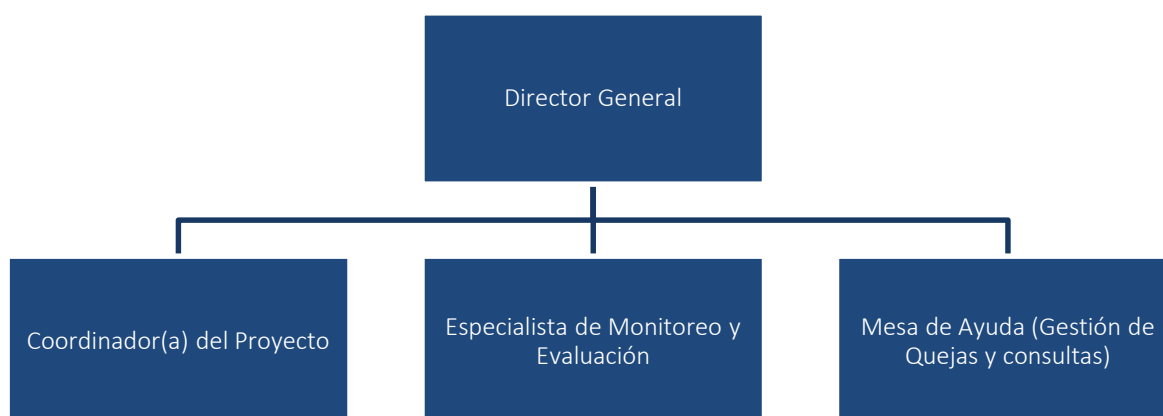 Director General
Coordinador(a) del Proyecto
Especialista de Monitoreo y
Evaluación
Mesa de Ayuda (Gestión de
Quejas y consultas)